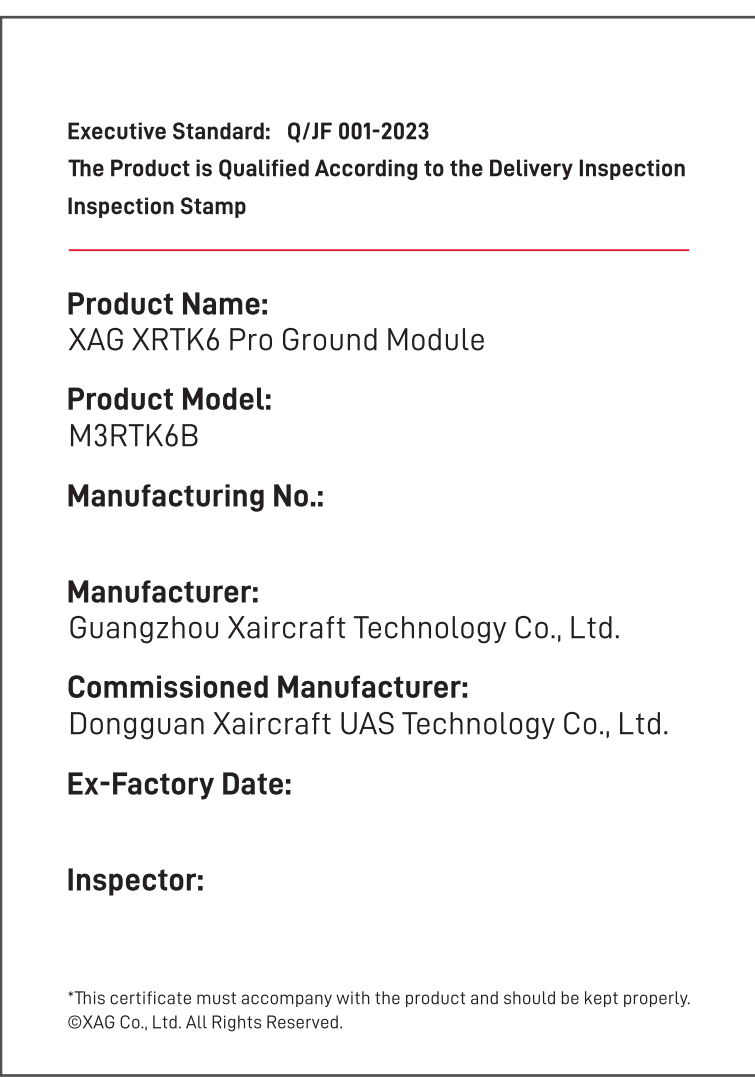 Executive Standard: Q/JF 001-2023
The Product is Qualified According to the Delivery Inspection
Inspection Stamp
Product Name:
XAG XRTK6 Pro Ground Module
Product Model:
M3RTK6B
Manufacturing No.:
Manufacturer:
Guangzhou Xaircraft Technology Co., Ltd.
Commissioned Manufacturer:
Dongguan Xaircraft UAS Technology Co., Ltd.
Ex-Factory Date:
Inspector:
*This certificate must accompany with the product and should be kept properly.
©XAG Co., Ltd. All Rights Reserved.